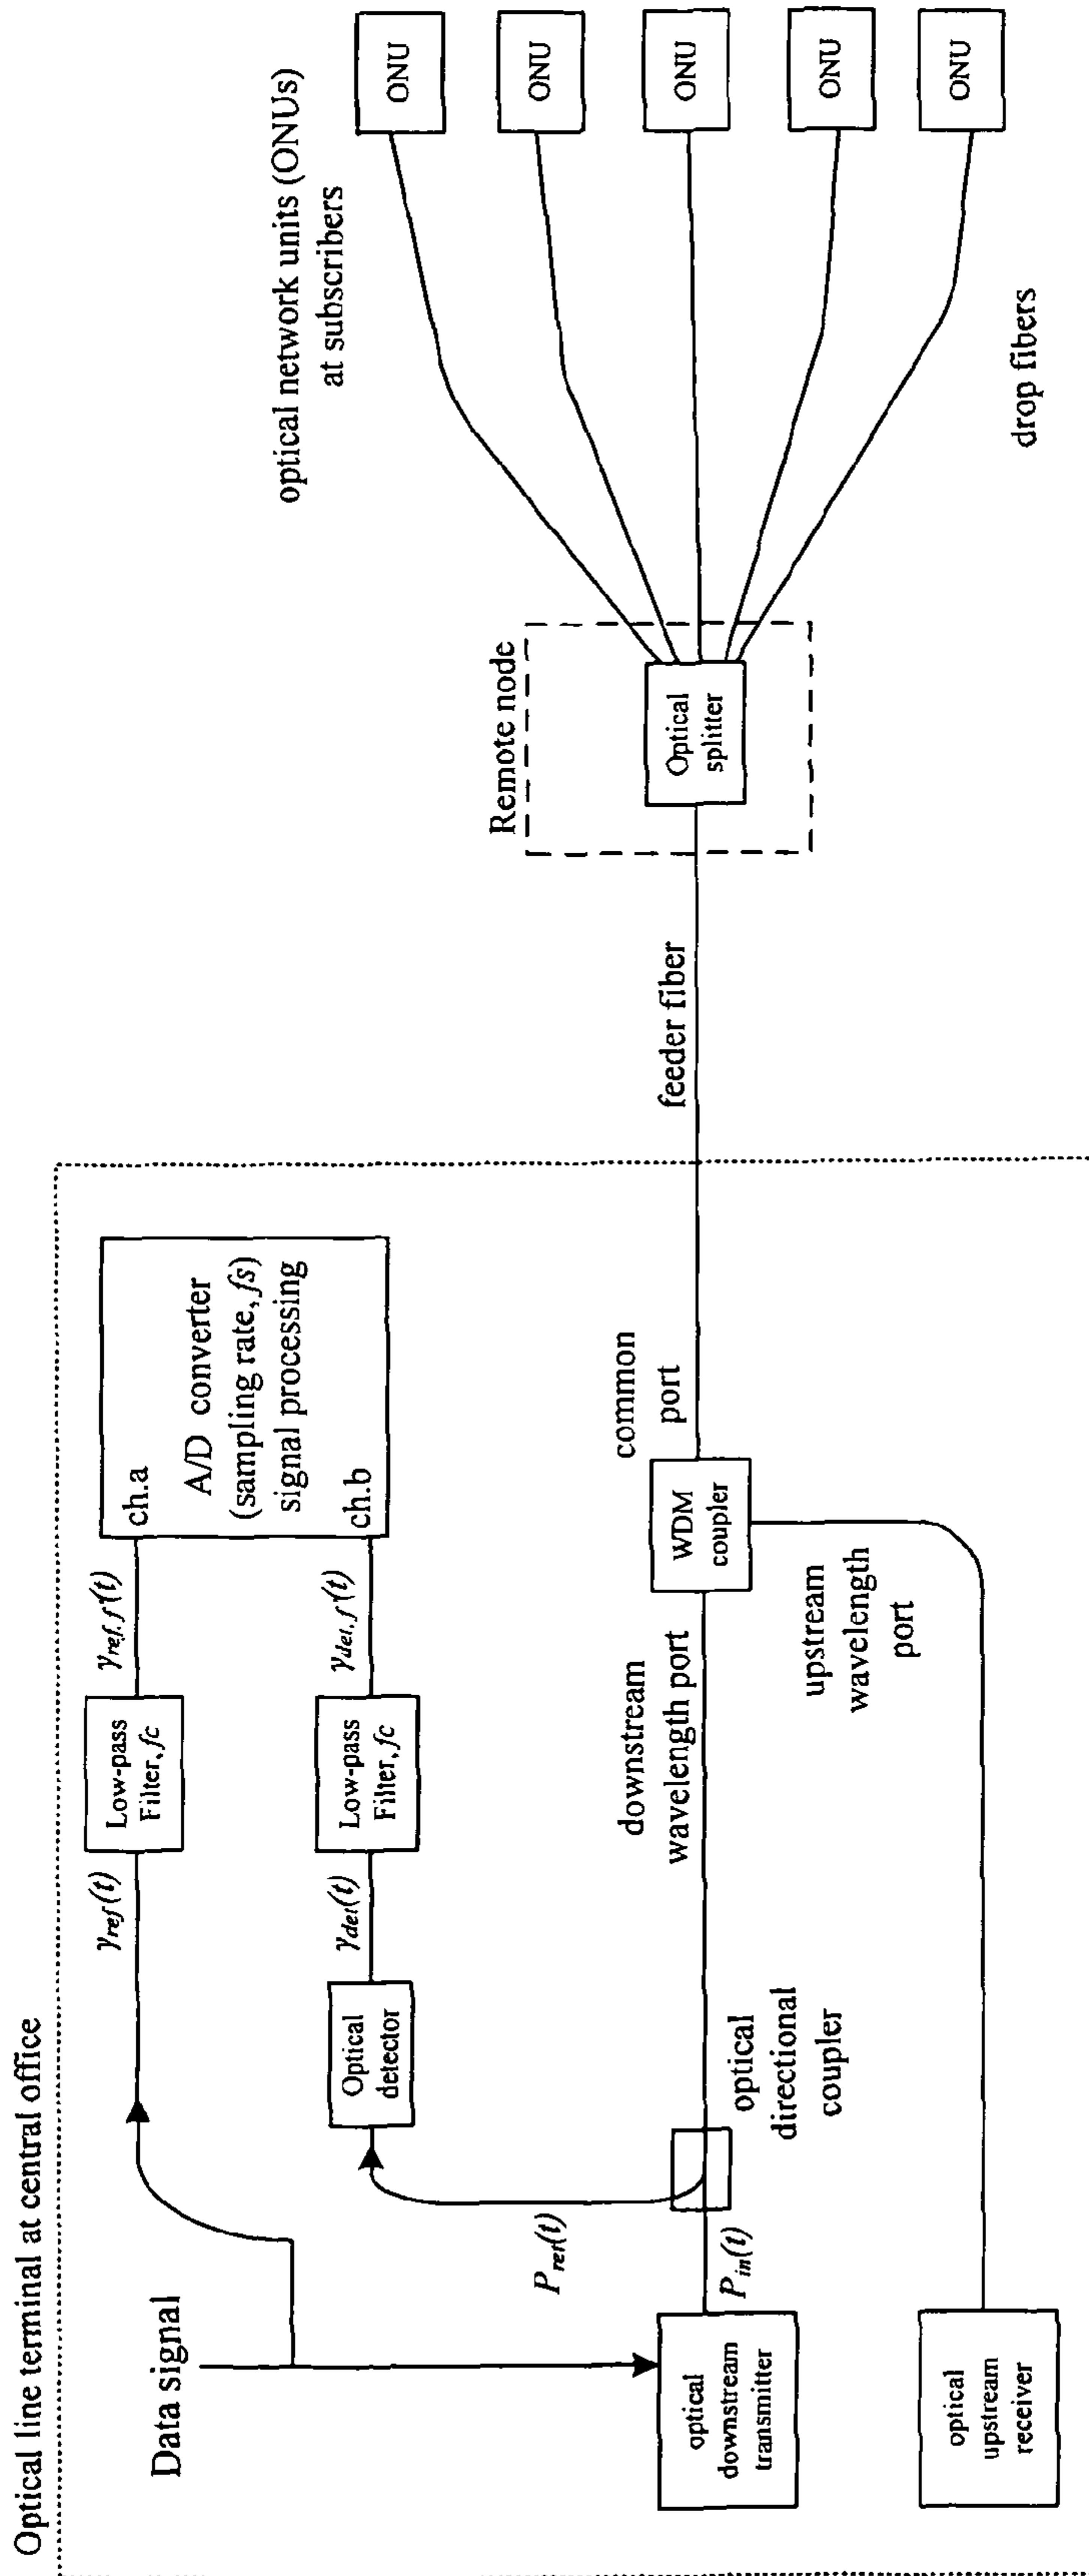 Optical line terminal at central office
Data signal
γref(t)
Low-pass
Filter, fc
γref,f(t)
ch.a
A/D converter
(sampling rate, fs)
signal processing
ch.b
Optical
detector
γdet(t)
Low-pass
Filter, fc
γdet,f(t)
Pref(t)
Pin(t)
optical
downstream
transmitter
optical
directional
coupler
downstream
wavelength port
WDM
coupler
common
port
upstream
wavelength
port
optical
upstream
receiver
feeder fiber
Remote node
Optical
splitter
optical network units (ONUs)
at subscribers
ONU
ONU
ONU
ONU
ONU
drop fibers